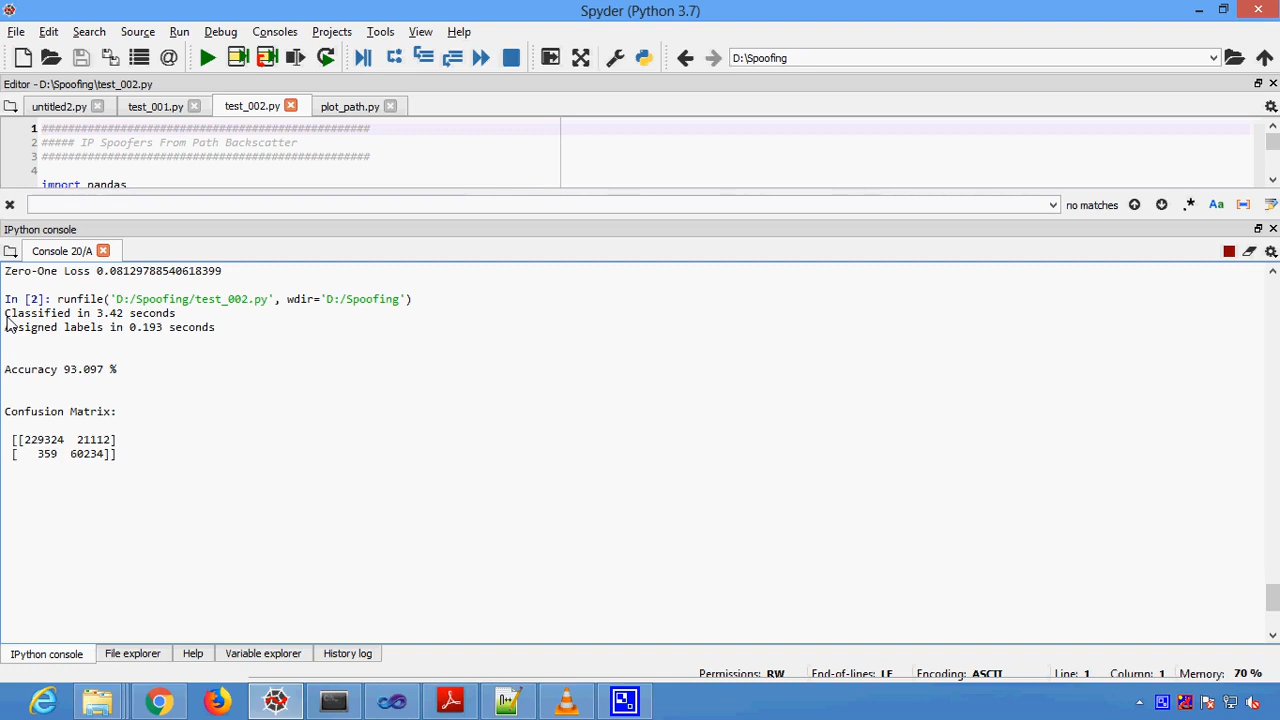 Spyder (Python 3.7)
File Edit Search Source Run Debug Consoles Projects Tools View Help
D:\Spoofing
Editor - D:\Spoofing\test_002.py
untitled2.py test_001.py test_002.py plot_path.py
1 ##################################################
2 ##### IP Spoofers From Path Backscatter
3 ##################################################
4
import pandas
no matches .* Aa
IPython console
Console 20/A
Zero-One Loss 0.08129788540618399
In [2]: runfile('D:/Spoofing/test_002.py', wdir='D:/Spoofing')
Classified in 3.42 seconds
Assigned labels in 0.193 seconds
Accuracy 93.097 %
Confusion Matrix:
[[229324 21112]
[ 359 60234]]
IPython console File explorer Help Variable explorer History log
Permissions: RW End-of-lines: LF Encoding: ASCII Line: 1 Column: 1 Memory: 70 %